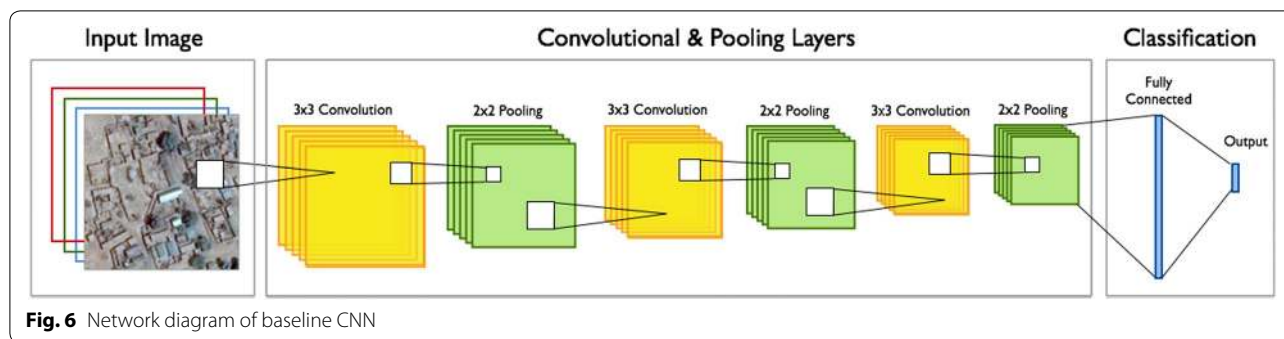 Input Image
Convolutional & Pooling Layers
Classification
3x3 Convolution
2x2 Pooling
3x3 Convolution
2x2 Pooling
3x3 Convolution
2x2 Pooling
Fully
Connected
Output
Fig. 6 Network diagram of baseline CNN